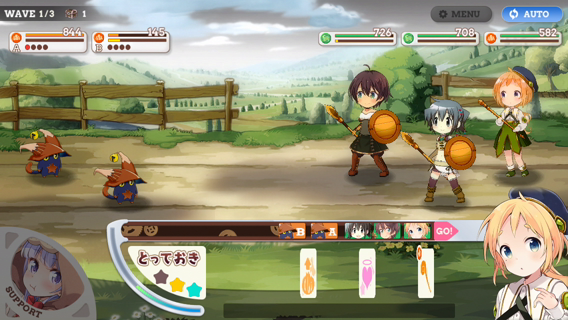 WAVE 1/3 1
MENU
AUTO
844
145
A
B
726
708
582
B
A
GO!
とっておき
SUPPORT